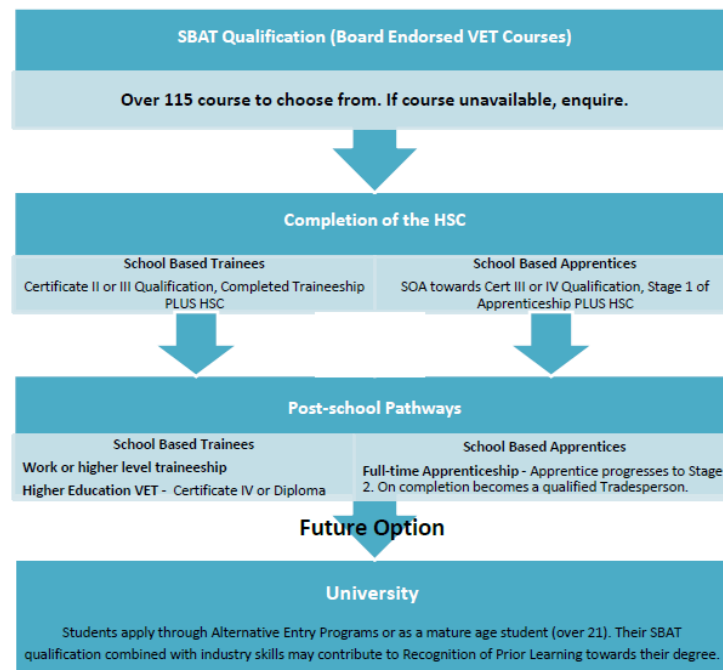 SBAT Qualification (Board Endorsed VET Courses)
Over 115 course to choose from. If course unavailable, enquire.
Completion of the HSC
School Based Trainees
Certificate II or III Qualification, Completed Traineeship
PLUS HSC
School Based Apprentices
SOA towards Cert III or IV Qualification, Stage 1 of
Apprenticeship PLUS HSC
Post-school Pathways
School Based Trainees
Work or higher level traineeship
Higher Education VET - Certificate IV or Diploma
School Based Apprentices
Full-time Apprenticeship - Apprentice progresses to Stage
2. On completion becomes a qualified Tradesperson.
Future Option
University
Students apply through Alternative Entry Programs or as a mature age student (over 21). Their SBAT
qualification combined with industry skills may contribute to Recognition of Prior Learning towards their degree.